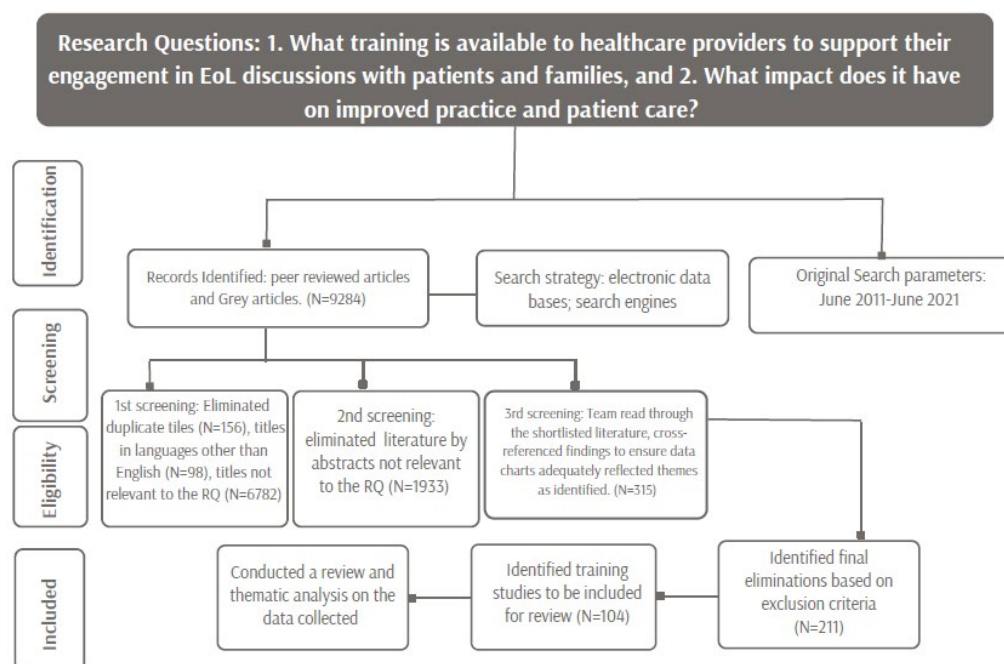 Research Questions: 1. What training is available to healthcare providers to support their
engagement in EoL discussions with patients and families, and 2. What impact does it have
on improved practice and patient care?
Identification
Records Identified: peer reviewed articles
and Grey articles. (N=9284)
Search strategy: electronic data
bases; search engines
Original Search parameters:
June 2011-June 2021
Screening
1st screening: Eliminated
duplicate tiles (N=156), titles
in languages other than
English (N=98), titles not
relevant to the RQ (N=6782)
2nd screening:
eliminated literature by
abstracts not relevant
to the RQ (N=1933)
3rd screening: Team read through
the shortlisted literature, cross-
referenced findings to ensure data
charts adequately reflected themes
as identified. (N=315)
Eligibility
Included
Conducted a review and
thematic analysis on the
data collected
Identified training
studies to be included
for review (N=104)
Identified final
eliminations based on
exclusion criteria
(N=211)